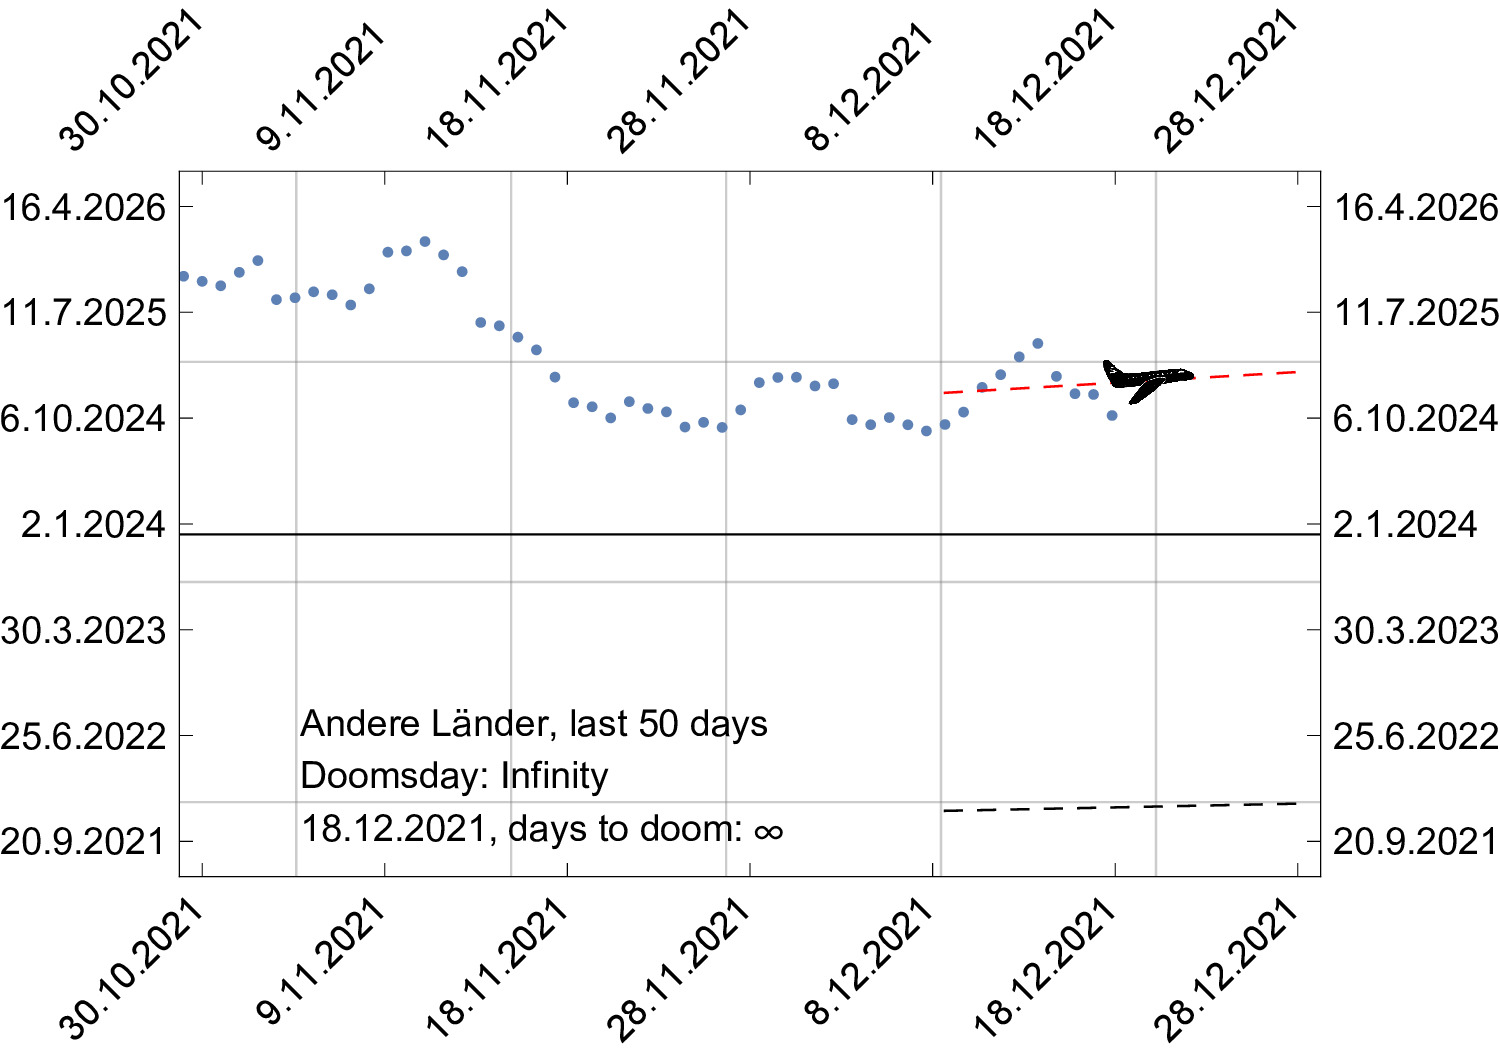 30.10.2021 9.11.2021 18.11.2021 28.11.2021 8.12.2021 18.12.2021 28.12.2021
16.4.2026 16.4.2026
11.7.2025 11.7.2025
6.10.2024 6.10.2024
2.1.2024 2.1.2024
30.3.2023 30.3.2023
25.6.2022 25.6.2022
20.9.2021 20.9.2021
Andere Länder, last 50 days
Doomsday: Infinity
18.12.2021, days to doom: ∞
30.10.2021 9.11.2021 18.11.2021 28.11.2021 8.12.2021 18.12.2021 28.12.2021